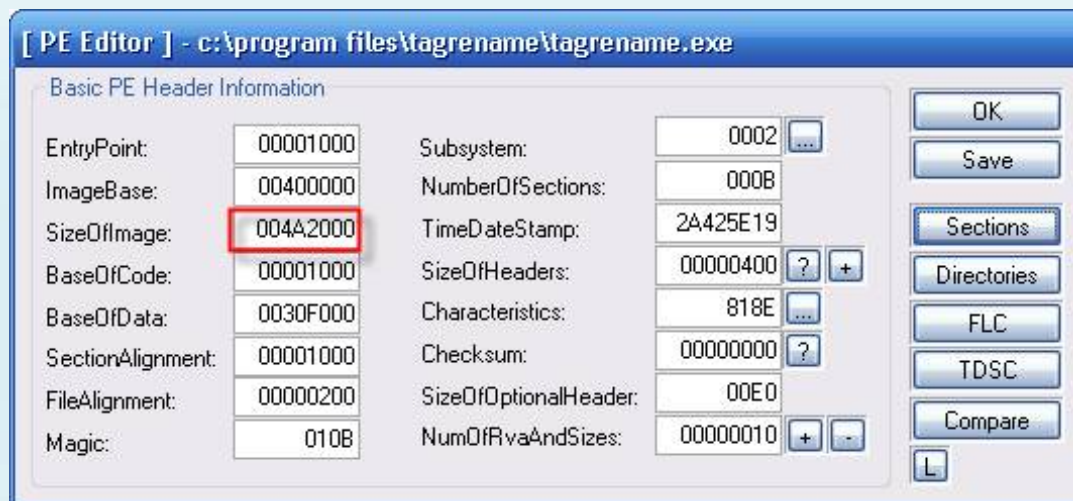 [ PE Editor ] - c:\program files\tagrename\tagrename.exe
Basic PE Header Information
EntryPoint: 00001000
ImageBase: 00400000
SizeOfImage: 004A2000
BaseOfCode: 00001000
BaseOfData: 0030F000
SectionAlignment: 00001000
FileAlignment: 00000200
Magic: 010B
Subsystem: 0002 ...
NumberOfSections: 000B
TimeDateStamp: 2A425E19
SizeOfHeaders: 00000400 ? +
Characteristics: 818E ...
Checksum: 00000000 ?
SizeOfOptionalHeader: 00E0
NumOfRvaAndSizes: 00000010 + -
OK
Save
Sections
Directories
FLC
TDSC
Compare
L